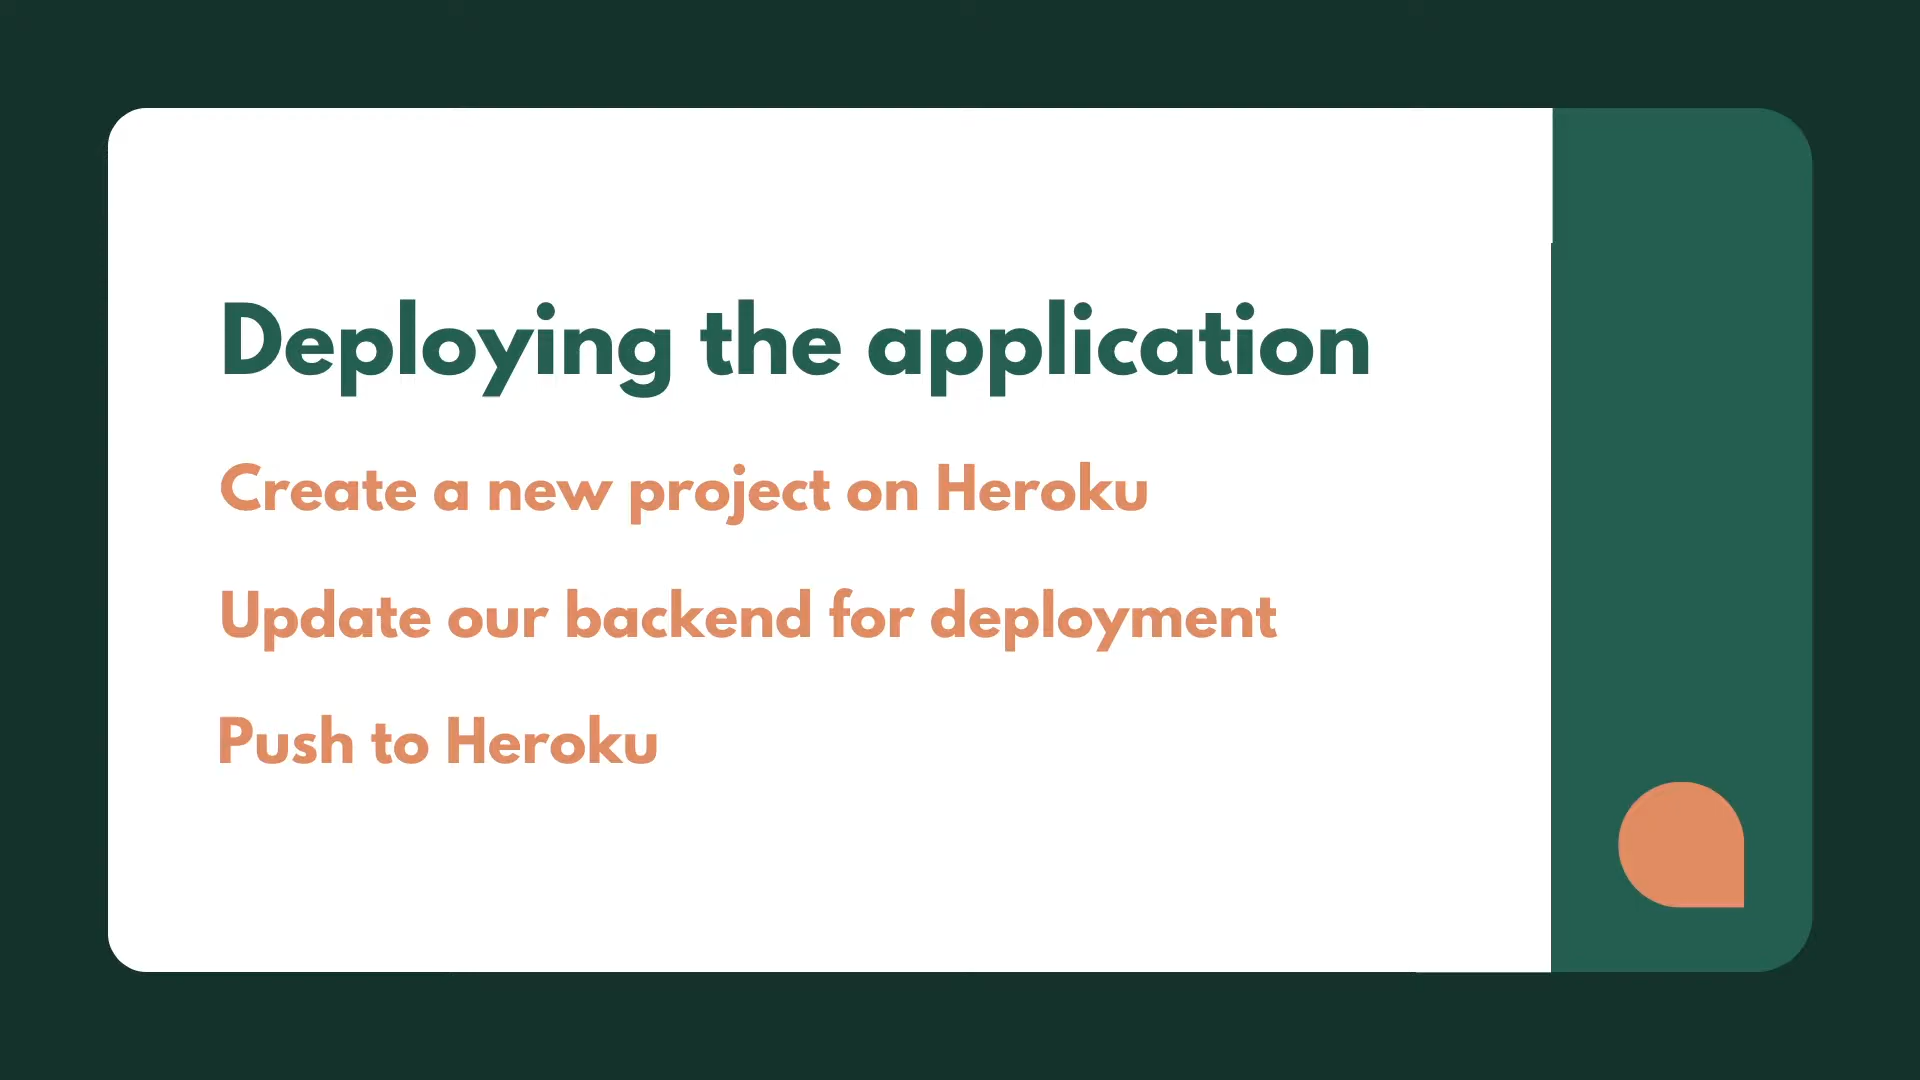 Deploying the application
Create a new project on Heroku
Update our backend for deployment
Push to Heroku